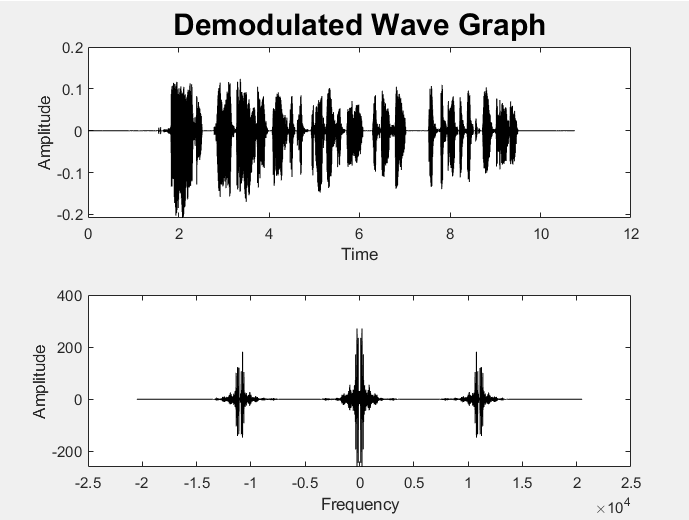 Demodulated Wave Graph
0.2
0.1
0
-0.1
-0.2
Amplitude
0 2 4 6 8 10 12
Time
400
200
0
-200
Amplitude
-2.5 -2 -1.5 -1 -0.5 0 0.5 1 1.5 2 2.5
Frequency
×10⁴